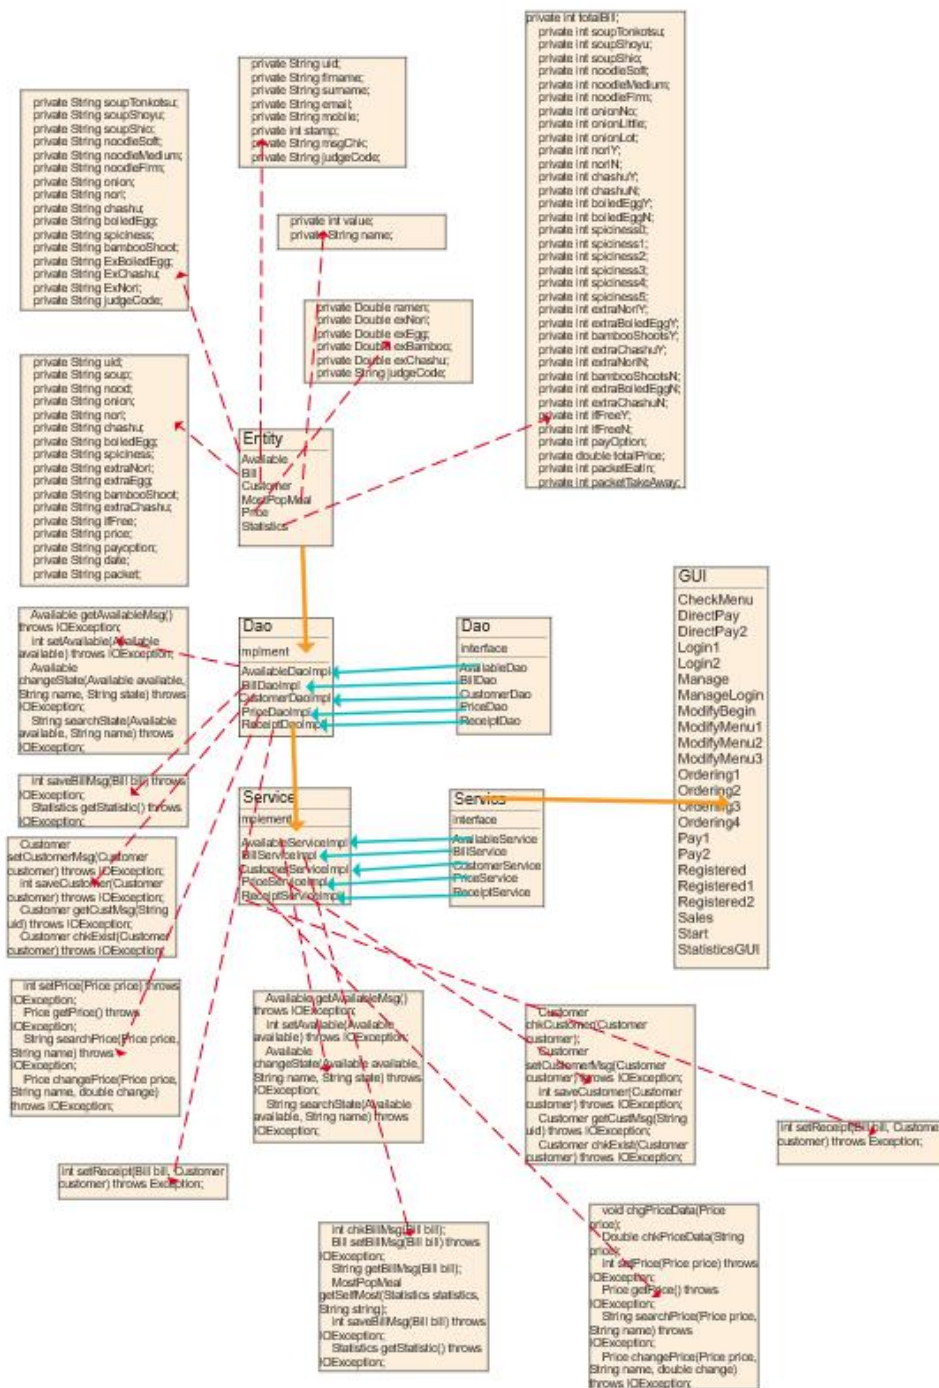 private String uid;
private String firname;
private String surname;
private String email;
private String mobile;
private int stamp;
private String msgChk;
private String judgeCode;
private int totalBill;
private int soupTonkotsu;
private int soupShoyu;
private int soupShio;
private int noodleSoft;
private int noodleMedium;
private int noodleFirm;
private int onionNo;
private int onionLittle;
private int onionLot;
private int noriY;
private int noriN;
private int chashuY;
private int chashuN;
private int boiledEggY;
private int boiledEggN;
private int spiciness0;
private int spiciness1;
private int spiciness2;
private int spiciness3;
private int spiciness4;
private int spiciness5;
private int extraNoriY;
private int extraBoiledEggY;
private int bambooShootsY;
private int extraChashuY;
private int extraNoriN;
private int bambooShootsN;
private int extraBoiledEggN;
private int extraChashuN;
private int ifFreeY;
private int ifFreeN;
private int payOption;
private double totalPrice;
private int packetEatIn;
private int packetTakeAway;
private String soupTonkotsu;
private String soupShoyu;
private String soupShio;
private String noodleSoft;
private String noodleMedium;
private String noodleFirm;
private String onion;
private String nori;
private String chashu;
private String boiledEgg;
private String spiciness;
private String bambooShoot;
private String ExBoiledEgg;
private String ExChashu;
private String ExNori;
private String judgeCode;
private int value;
private String name;
private Double ramen;
private Double exNori;
private Double exEgg;
private Double exBamboo;
private Double exChashu;
private String judgeCode;
private String uid;
private String soup;
private String nood;
private String onion;
private String nori;
private String chashu;
private String boiledEgg;
private String spiciness;
private String extraNori;
private String extraEgg;
private String bambooShoot;
private String extraChashu;
private String ifFree;
private String price;
private String payoption;
private String date;
private String packet;
Entity
Available
Bill
Customer
MostPopMeal
Price
Statistics
GUI
CheckMenu
DirectPay
DirectPay2
Login1
Login2
Manage
ManageLogin
ModifyBegin
ModifyMenu1
ModifyMenu2
ModifyMenu3
Ordering1
Ordering2
Ordering3
Ordering4
Pay1
Pay2
Registered
Registered1
Registered2
Sales
Start
StatisticsGUI
Available getAvailableMsg()
throws IOException;
int setAvailable(Available
available) throws IOException;
Available
changeState(Available available,
String name, String state) throws
IOException;
String searchState(Available
available, String name) throws
IOException;
Dao
mplment
AvailableDaoImpl
BillDaoImpl
CustomerDaoImpl
PriceDaoImpl
ReceiptDaoImpl
Dao
interface
AvailableDao
BillDao
CustomerDao
PriceDao
ReceiptDao
int saveBillMsg(Bill bill) throws
IOException;
Statistics getStatistic() throws
IOException;
Service
mplement
AvailableServiceImpl
BillServiceImpl
CustomerServiceImpl
PriceServiceImpl
ReceiptServiceImpl
Service
interface
AvailableService
BillService
CustomerService
PriceService
ReceiptService
Customer
setCustomerMsg(Customer
customer) throws IOException;
int saveCustomer(Customer
customer) throws IOException;
Customer getCustMsg(String
uid) throws IOException;
Customer chkExist(Customer
customer) throws IOException;
int setPrice(Price price) throws
IOException;
Price getPrice() throws
IOException;
String searchPrice(Price price,
String name) throws
IOException;
Price changePrice(Price price,
String name, double change)
throws IOException;
Available getAvailableMsg()
throws IOException;
int setAvailable(Available
available) throws IOException;
Available
changeState(Available available,
String name, String state) throws
IOException;
String searchState(Available
available, String name) throws
IOException;
Customer
chkCustomer(Customer
customer);
Customer
setCustomerMsg(Customer
customer) throws IOException;
int saveCustomer(Customer
customer) throws IOException;
Customer getCustMsg(String
uid) throws IOException;
Customer chkExist(Customer
customer) throws IOException;
int setReceipt(Bill bill, Customer
customer) throws Exception;
int setReceipt(Bill bill, Customer
customer) throws Exception;
int chkBillMsg(Bill bill);
Bill setBillMsg(Bill bill) throws
IOException;
String getBillMsg(Bill bill);
MostPopMeal
getSelfMost(Statistics statistics,
String string);
int saveBillMsg(Bill bill) throws
IOException;
Statistics getStatistic() throws
IOException;
void chgPriceData(Price
price);
Double chkPriceData(String
price);
int setPrice(Price price) throws
IOException;
Price getPrice() throws
IOException;
String searchPrice(Price price,
String name) throws
IOException;
Price changePrice(Price price,
String name, double change)
throws IOException;